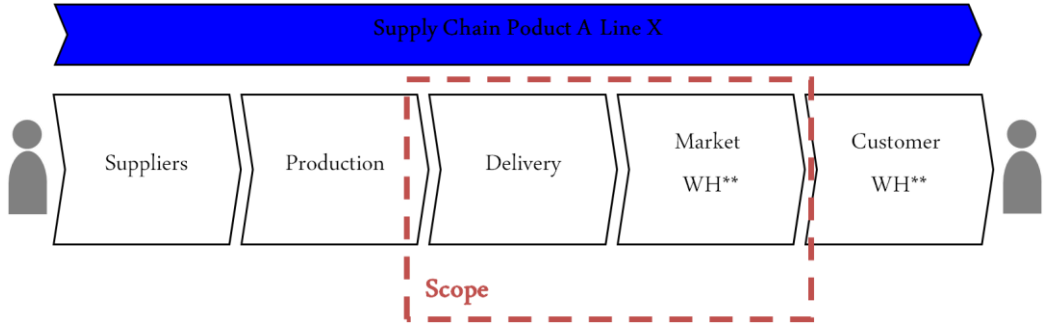 Supply Chain Poduct A Line X
Suppliers
Production
Delivery
Market
WH**
Customer
WH**
Scope